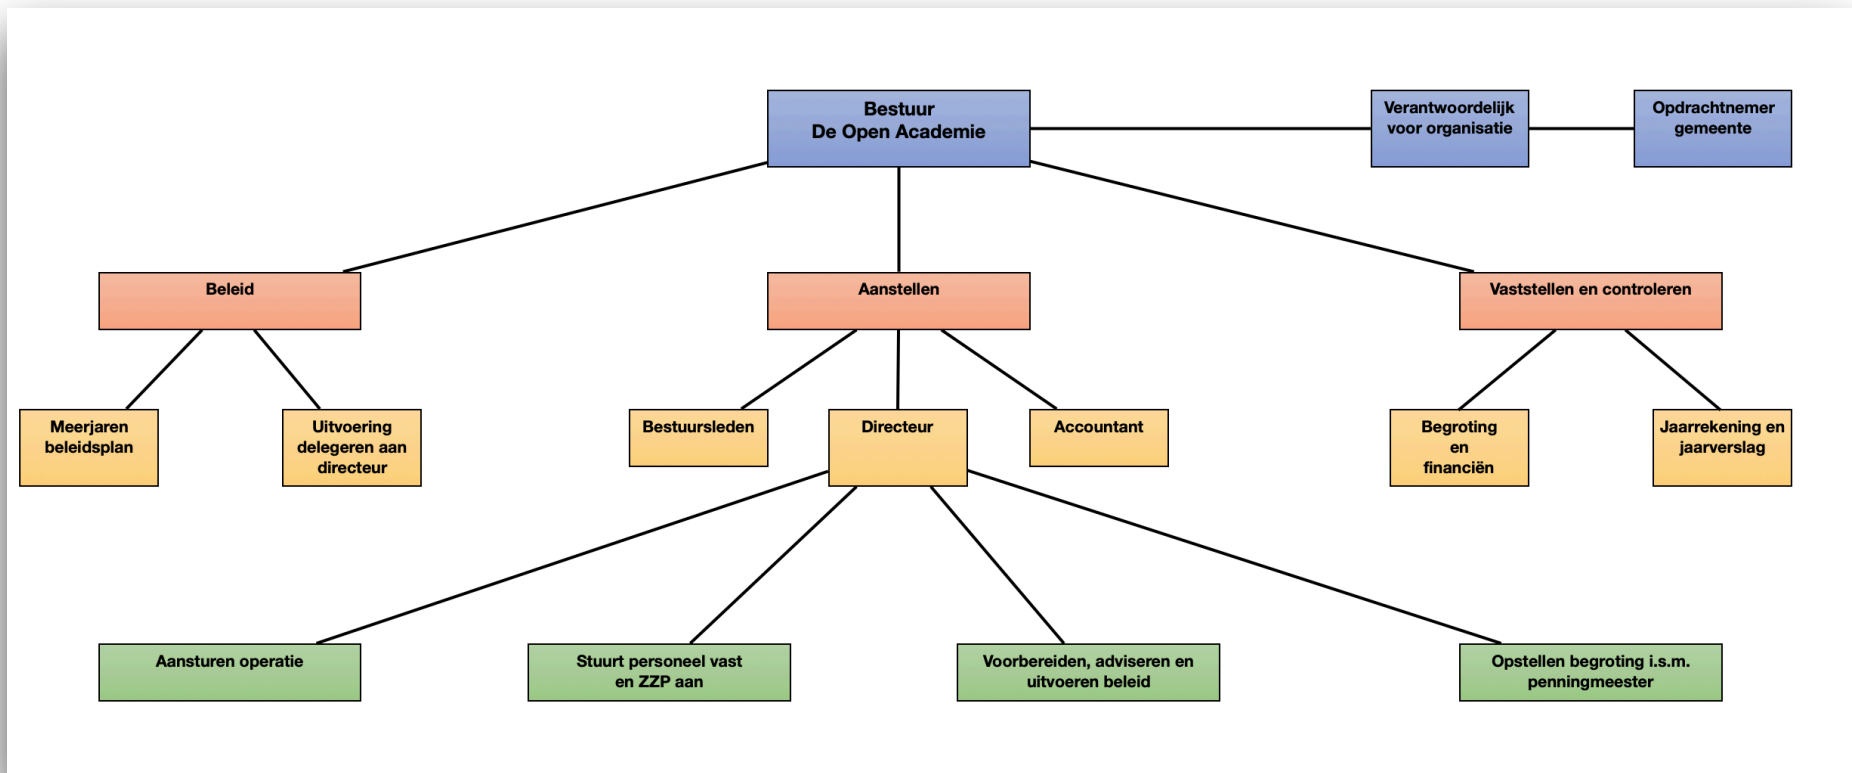 Bestuur
De Open Academie
Verantwoordelijk
voor organisatie
Opdrachtnemer
gemeente
Beleid
Aanstellen
Vaststellen en controleren
Meerjaren
beleidsplan
Uitvoering
delegeren aan
directeur
Bestuursleden
Directeur
Accountant
Begroting
en
financiën
Jaarrekening en
jaarverslag
Aansturen operatie
Stuurt personeel vast
en ZZP aan
Voorbereiden, adviseren en
uitvoeren beleid
Opstellen begroting i.s.m.
penningmeester